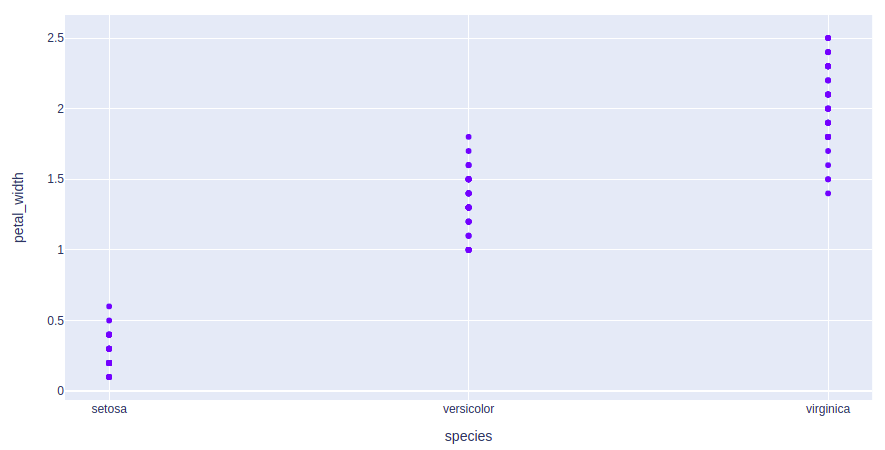 2.5
2
1.5
1
0.5
0
petal_width
setosa
versicolor
virginica
species